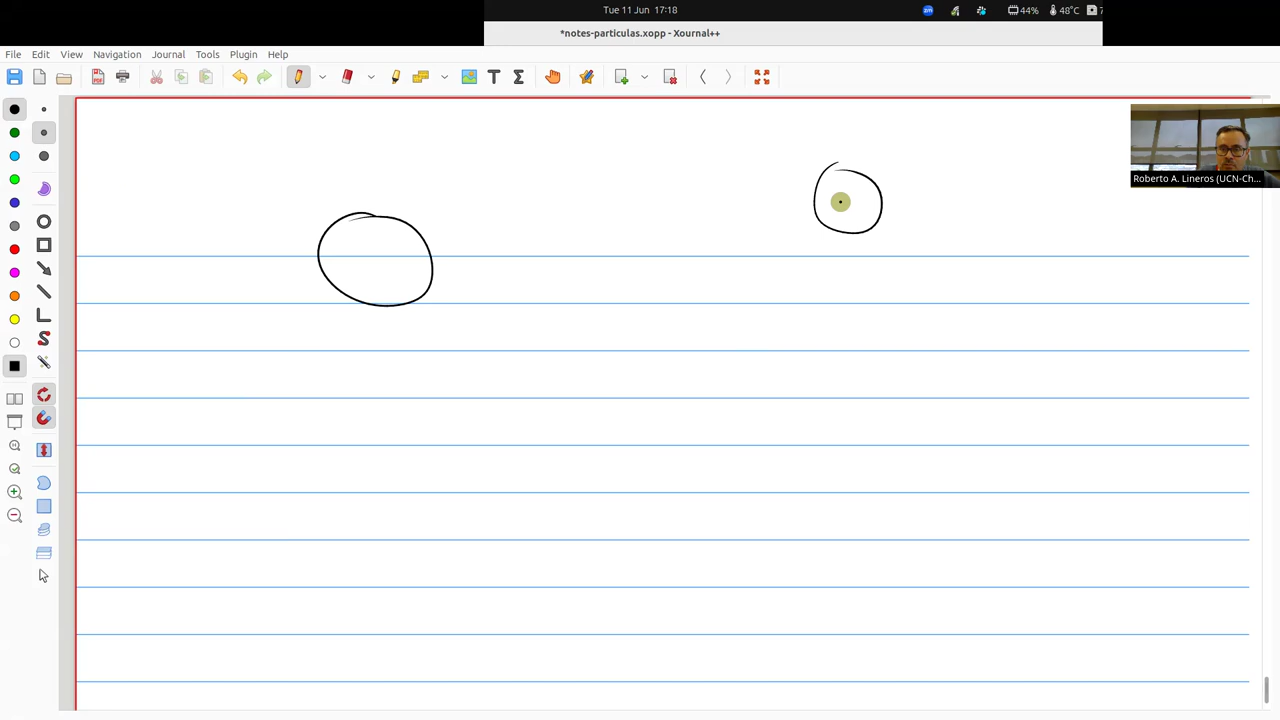 Tue 11 Jun 17:18
44%
48°C
*notes-particulas.xopp - Xournal++
File Edit View Navigation Journal Tools Plugin Help
Roberto A. Lineros (UCN-Ch...